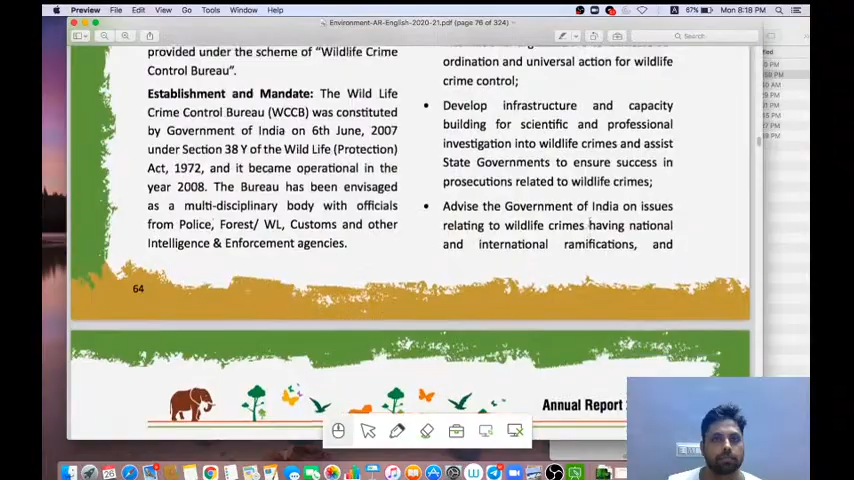 Preview File Edit View Go Tools Window Help
67% Mon 8:18 PM
Environment-AR-English-2020-21.pdf (page 76 of 324)
Search
provided under the scheme of "Wildlife Crime
Control Bureau".
Establishment and Mandate: The Wild Life
Crime Control Bureau (WCCB) was constituted
by Government of India on 6th June, 2007
under Section 38 Y of the Wild Life (Protection)
Act, 1972, and it became operational in the
year 2008. The Bureau has been envisaged
as a multi-disciplinary body with officials
from Police, Forest/ WL, Customs and other
Intelligence & Enforcement agencies.
64
ordination and universal action for wildlife
crime control;
• Develop infrastructure and capacity
building for scientific and professional
investigation into wildlife crimes and assist
State Governments to ensure success in
prosecutions related to wildlife crimes;
• Advise the Government of India on issues
relating to wildlife crimes having national
and international ramifications, and
Annual Report